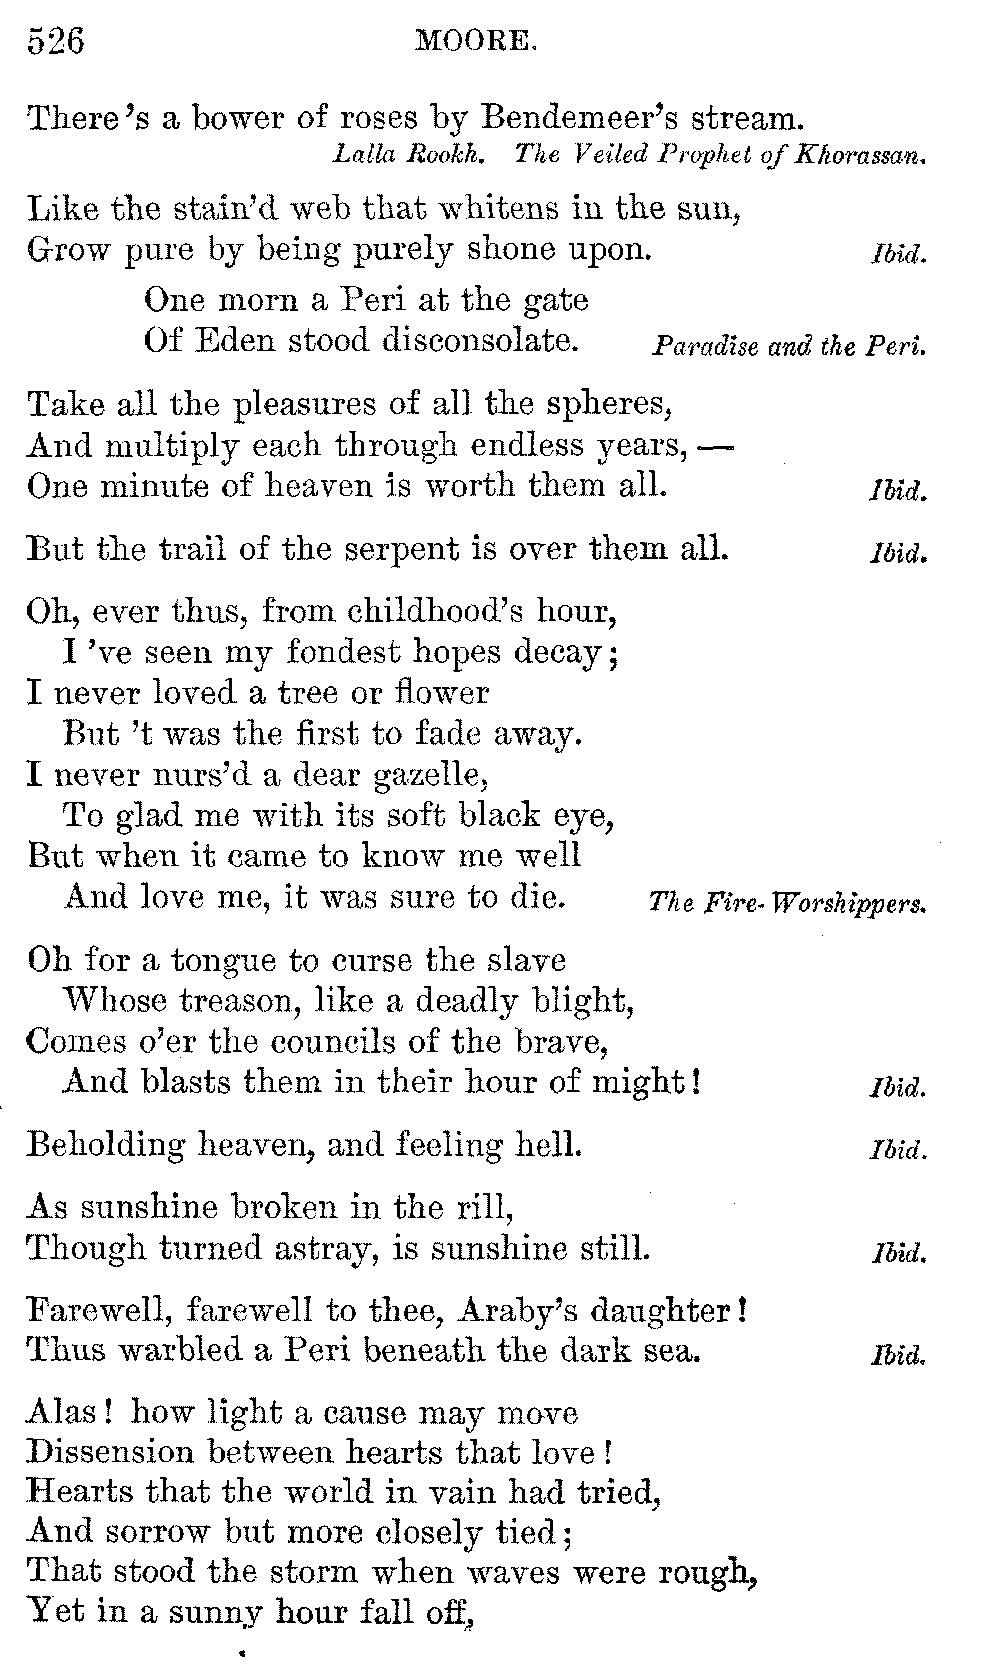 526 MOORE.
There's a bower of roses by Bendemeer's stream.
Lalla Rookh. The Veiled Prophet of Khorassan.
Like the stain'd web that whitens in the sun,
Grow pure by being purely shone upon. Ibid.
One morn a Peri at the gate
Of Eden stood disconsolate. Paradise and the Peri.
Take all the pleasures of all the spheres,
And multiply each through endless years, —
One minute of heaven is worth them all. Ibid.
But the trail of the serpent is over them all. Ibid.
Oh, ever thus, from childhood's hour,
I 've seen my fondest hopes decay;
I never loved a tree or flower
But 't was the first to fade away.
I never nurs'd a dear gazelle,
To glad me with its soft black eye,
But when it came to know me well
And love me, it was sure to die. The Fire-Worshippers.
Oh for a tongue to curse the slave
Whose treason, like a deadly blight,
Comes o'er the councils of the brave,
And blasts them in their hour of might! Ibid.
Beholding heaven, and feeling hell. Ibid.
As sunshine broken in the rill,
Though turned astray, is sunshine still. Ibid.
Farewell, farewell to thee, Araby's daughter!
Thus warbled a Peri beneath the dark sea. Ibid.
Alas! how light a cause may move
Dissension between hearts that love!
Hearts that the world in vain had tried,
And sorrow but more closely tied;
That stood the storm when waves were rough,
Yet in a sunny hour fall off,